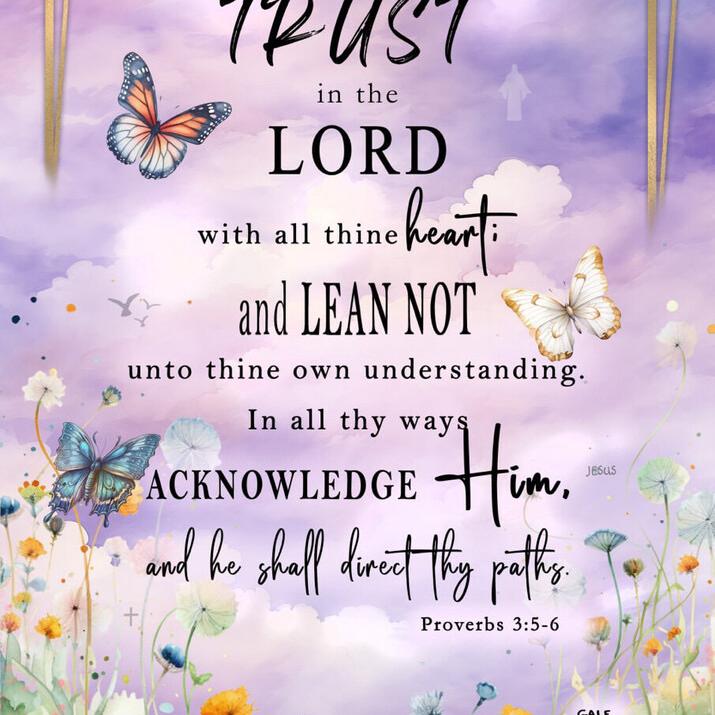 TRUST
in the
LORD
with all thine heart;
and LEAN NOT
unto thine own understanding.
In all thy ways
ACKNOWLEDGE Him,
JESUS
and he shall direct thy paths.
Proverbs 3:5-6
GALE